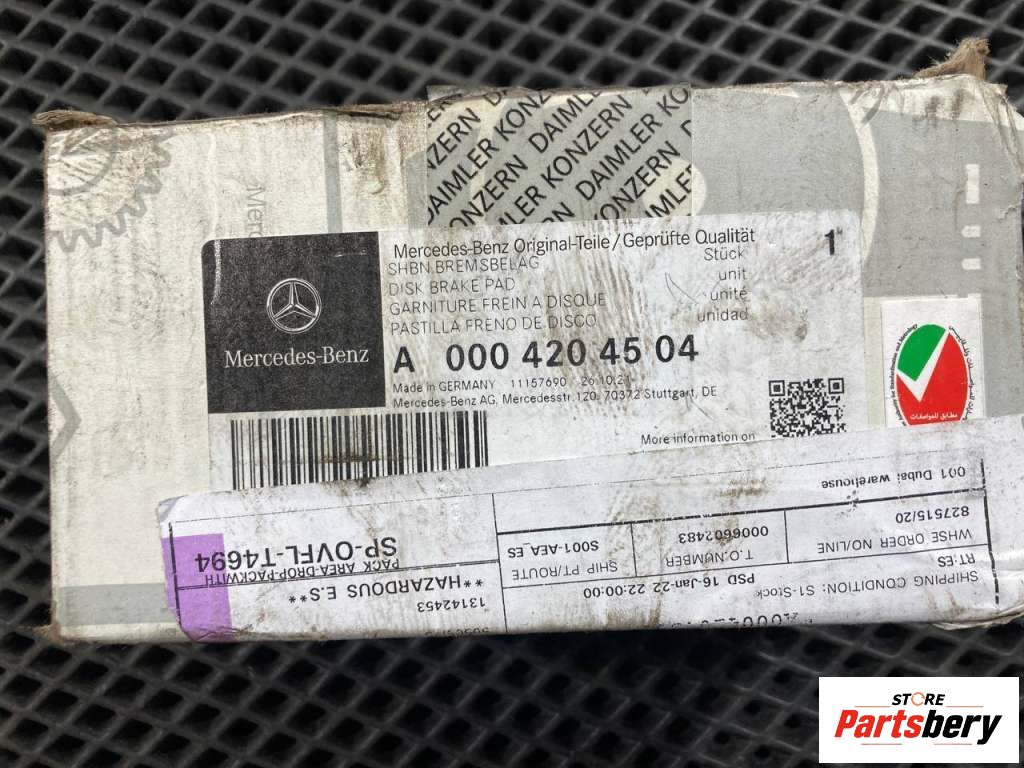 DAIMLER KONZERN DAIMLER KONZERN
Mercedes-Benz Original-Teile/Geprüfte Qualität 1
SHBN BREMSBELAG Stück
DISK BRAKE PAD unit
GARNITURE FREIN A DISQUE unité
PASTILLA FRENO DE DISCO unidad
Mercedes-Benz
A 000 420 45 04
Made in GERMANY 11157690 26.10.21
Mercedes-Benz AG, Mercedesstr.120, 70372 Stuttgart, DE
More information on
مطابق للمواصفات
SHIPPING CONDITION: S1-Stock
PSD 16-Jan-22 22:00:00
RT:ES
WHSE ORDER NO/LINE
827515/20
001 Dubai warehouse
T.O.NUMBER
0006602483
SHIP PT/ROUTE
S001-AEA_ES
13142453
**HAZARDOUS E.S**
PACK AREA-DROP-PACKWITH
SP-OVFL-T4694
STORE
Partsbery